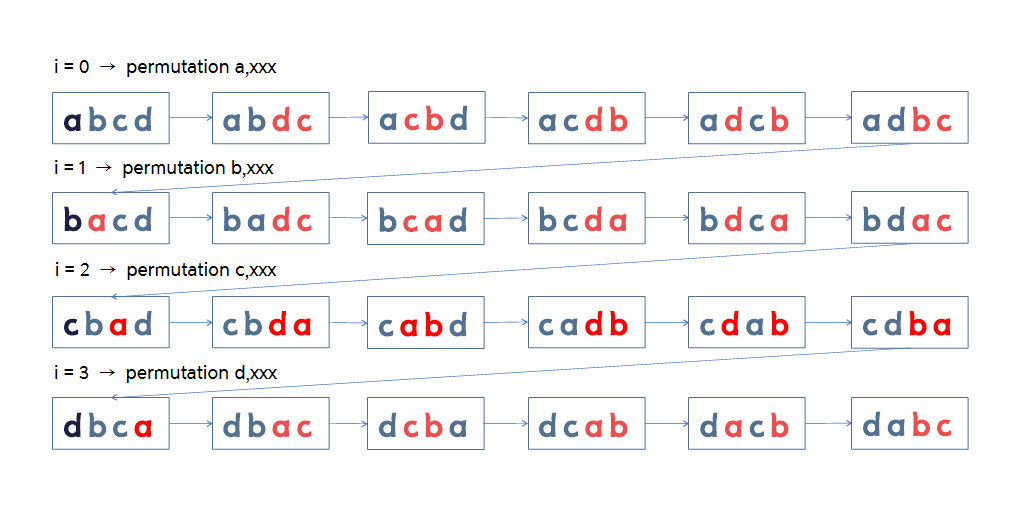 i = 0 → permutation a,xxx
abcd abdc acbd acdb adcb adbc
i = 1 → permutation b,xxx
bacd badc bcad bcda bdca bdac
i = 2 → permutation c,xxx
cbad cbda cabd cadb cdab cdba
i = 3 → permutation d,xxx
dbca dbac dcba dcab dacb dabc